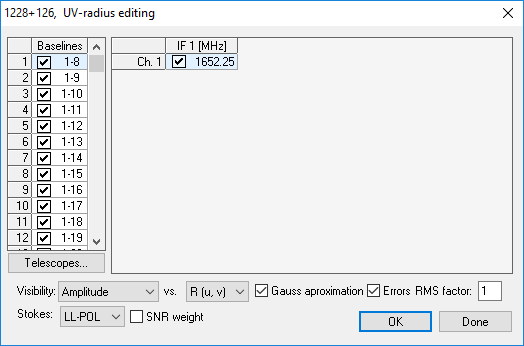 1228+126, UV-radius editing
Baselines
IF 1 [MHz]
1 1-8
Ch. 1 1652.25
2 1-9
3 1-10
4 1-11
5 1-12
6 1-13
7 1-14
8 1-15
9 1-16
10 1-17
11 1-18
12 1-19
Telescopes...
Visibility: Amplitude vs. R (u, v) Gauss aproximation Errors RMS factor: 1
Stokes: LL-POL SNR weight
OK Done